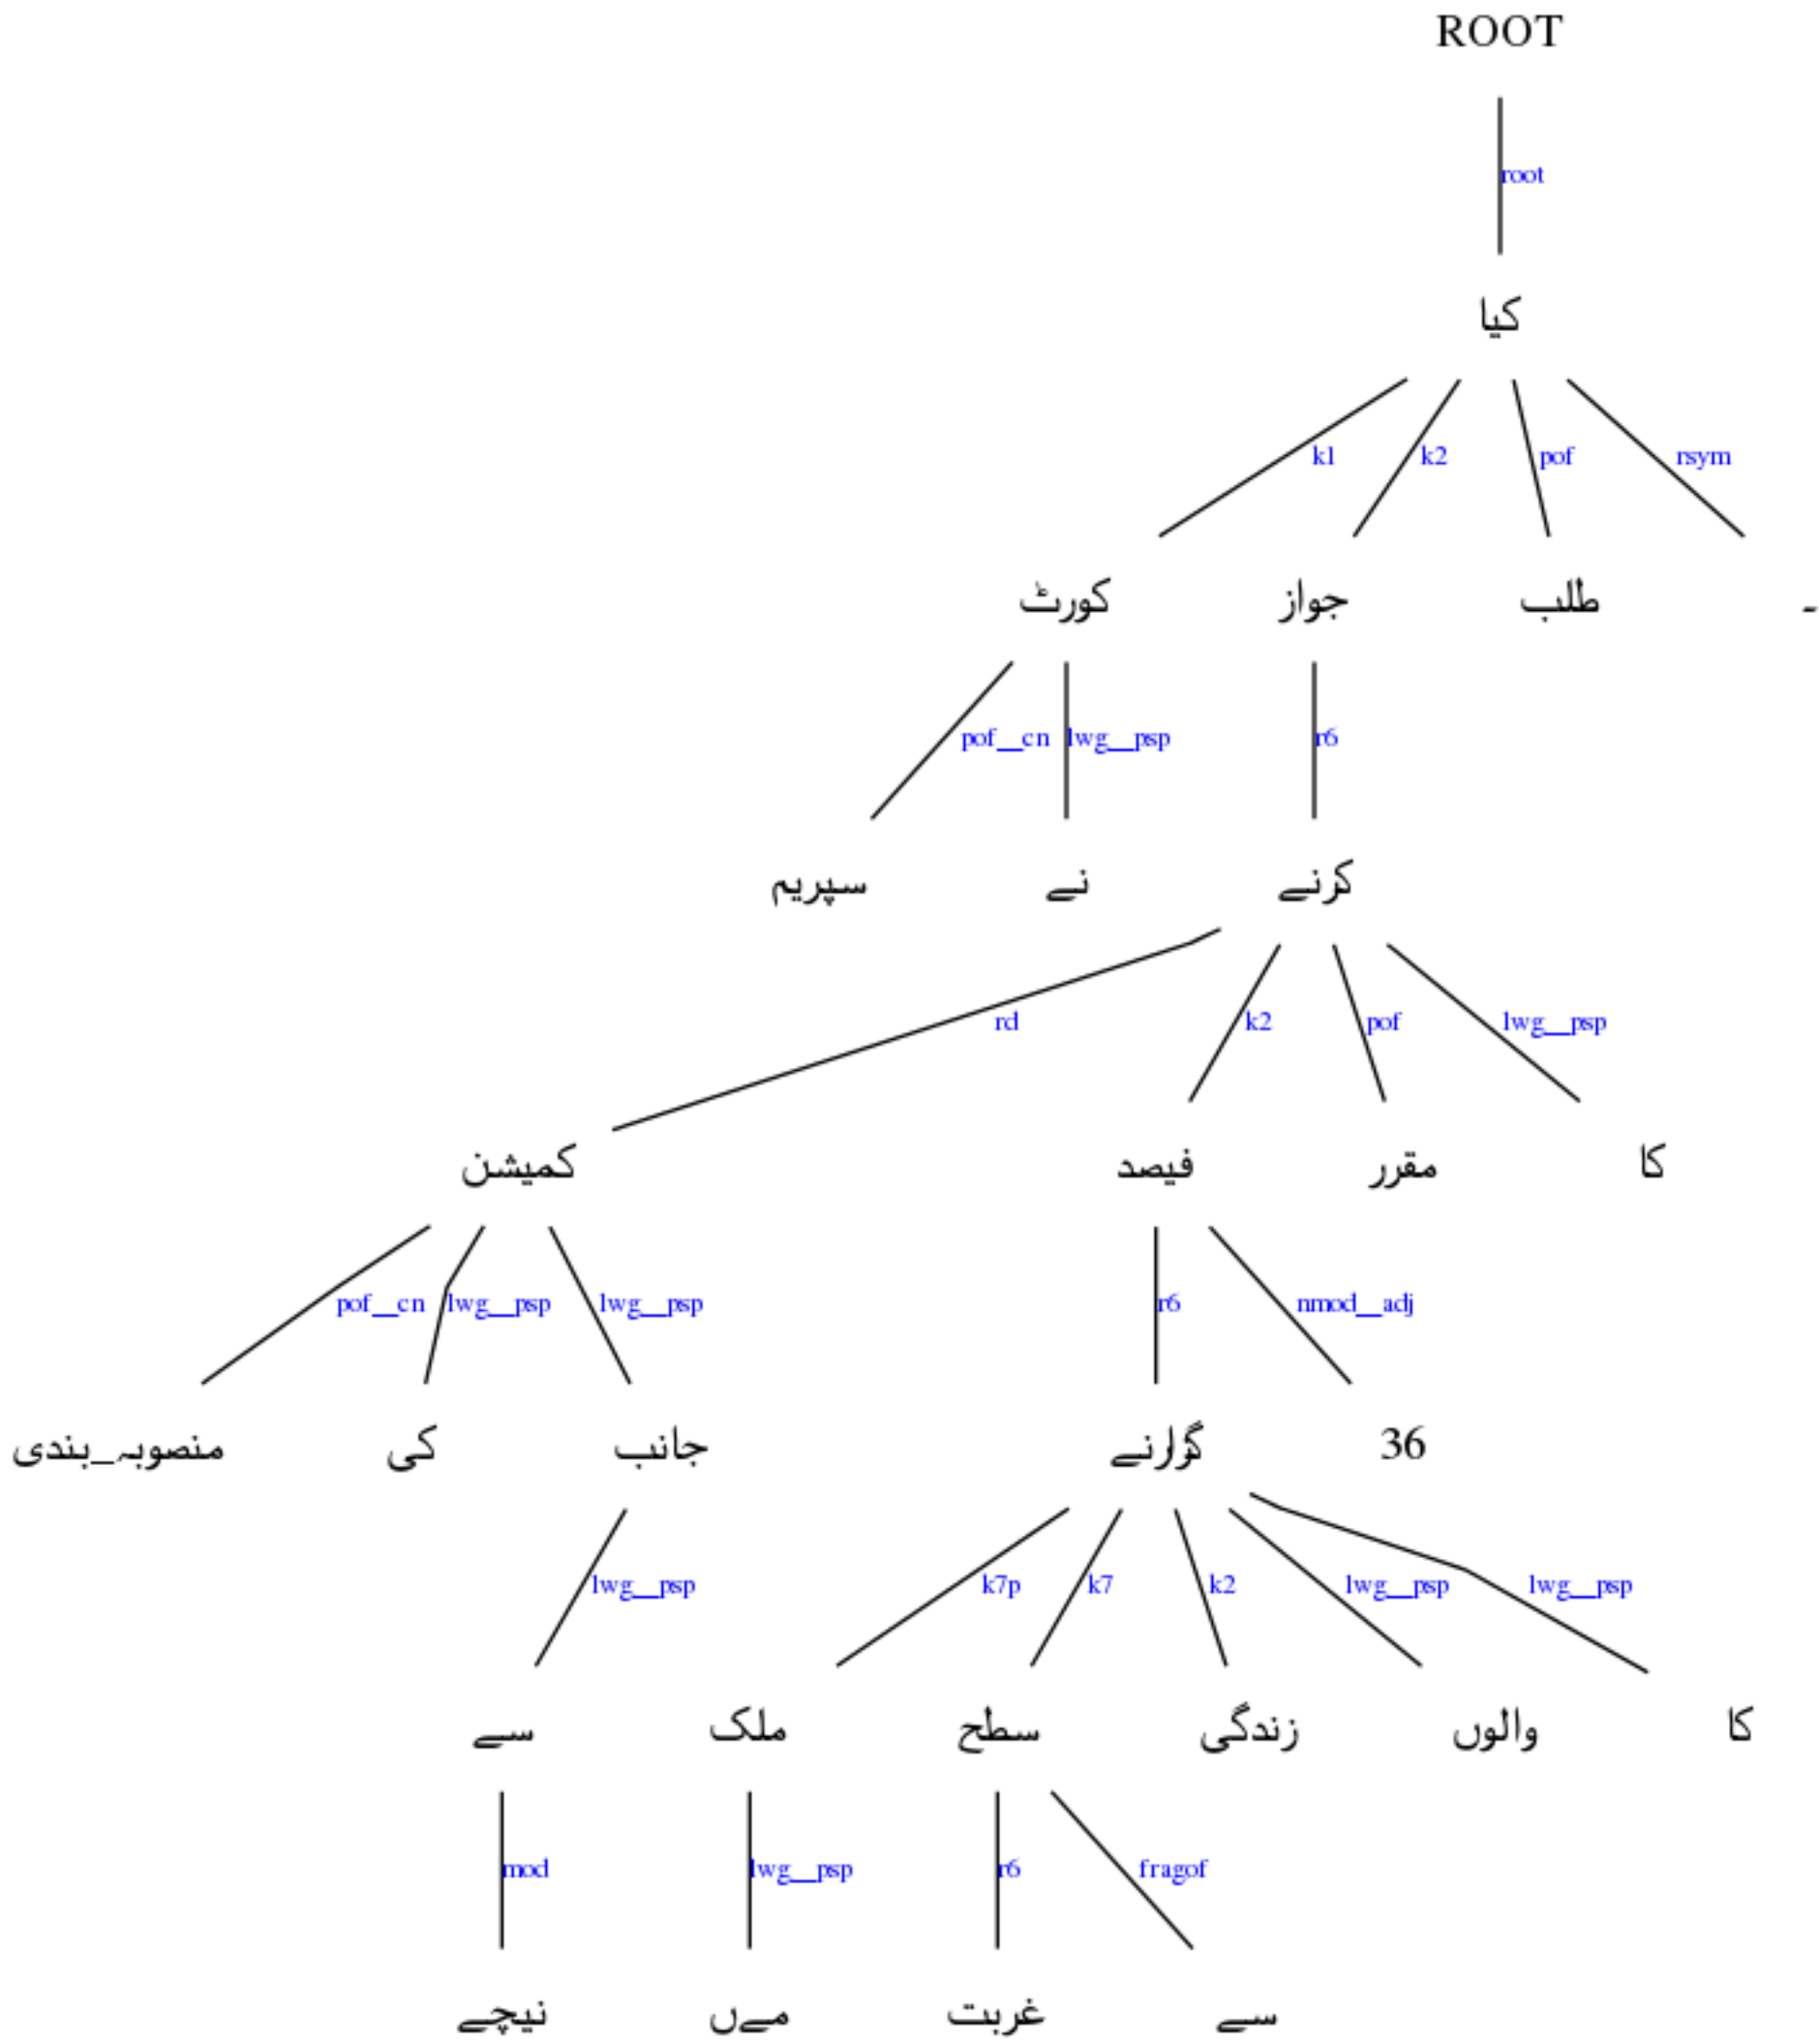 ROOT
root
کیا
k1 k2 pof rsym
کورٹ جواز طلب ۔
pof__cn lwg__psp r6
سپریم نے کرنے
rd k2 pof lwg__psp
کمیشن فیصد مقرر کا
pof__cn lwg__psp lwg__psp r6 nmod__adj
منصوبہ_بندی کی جانب گزارنے 36
lwg__psp k7p k7 k2 lwg__psp lwg__psp
سے ملک سطح زندگی والوں کا
mod lwg__psp r6 fragof
نیچے مےں غربت سے